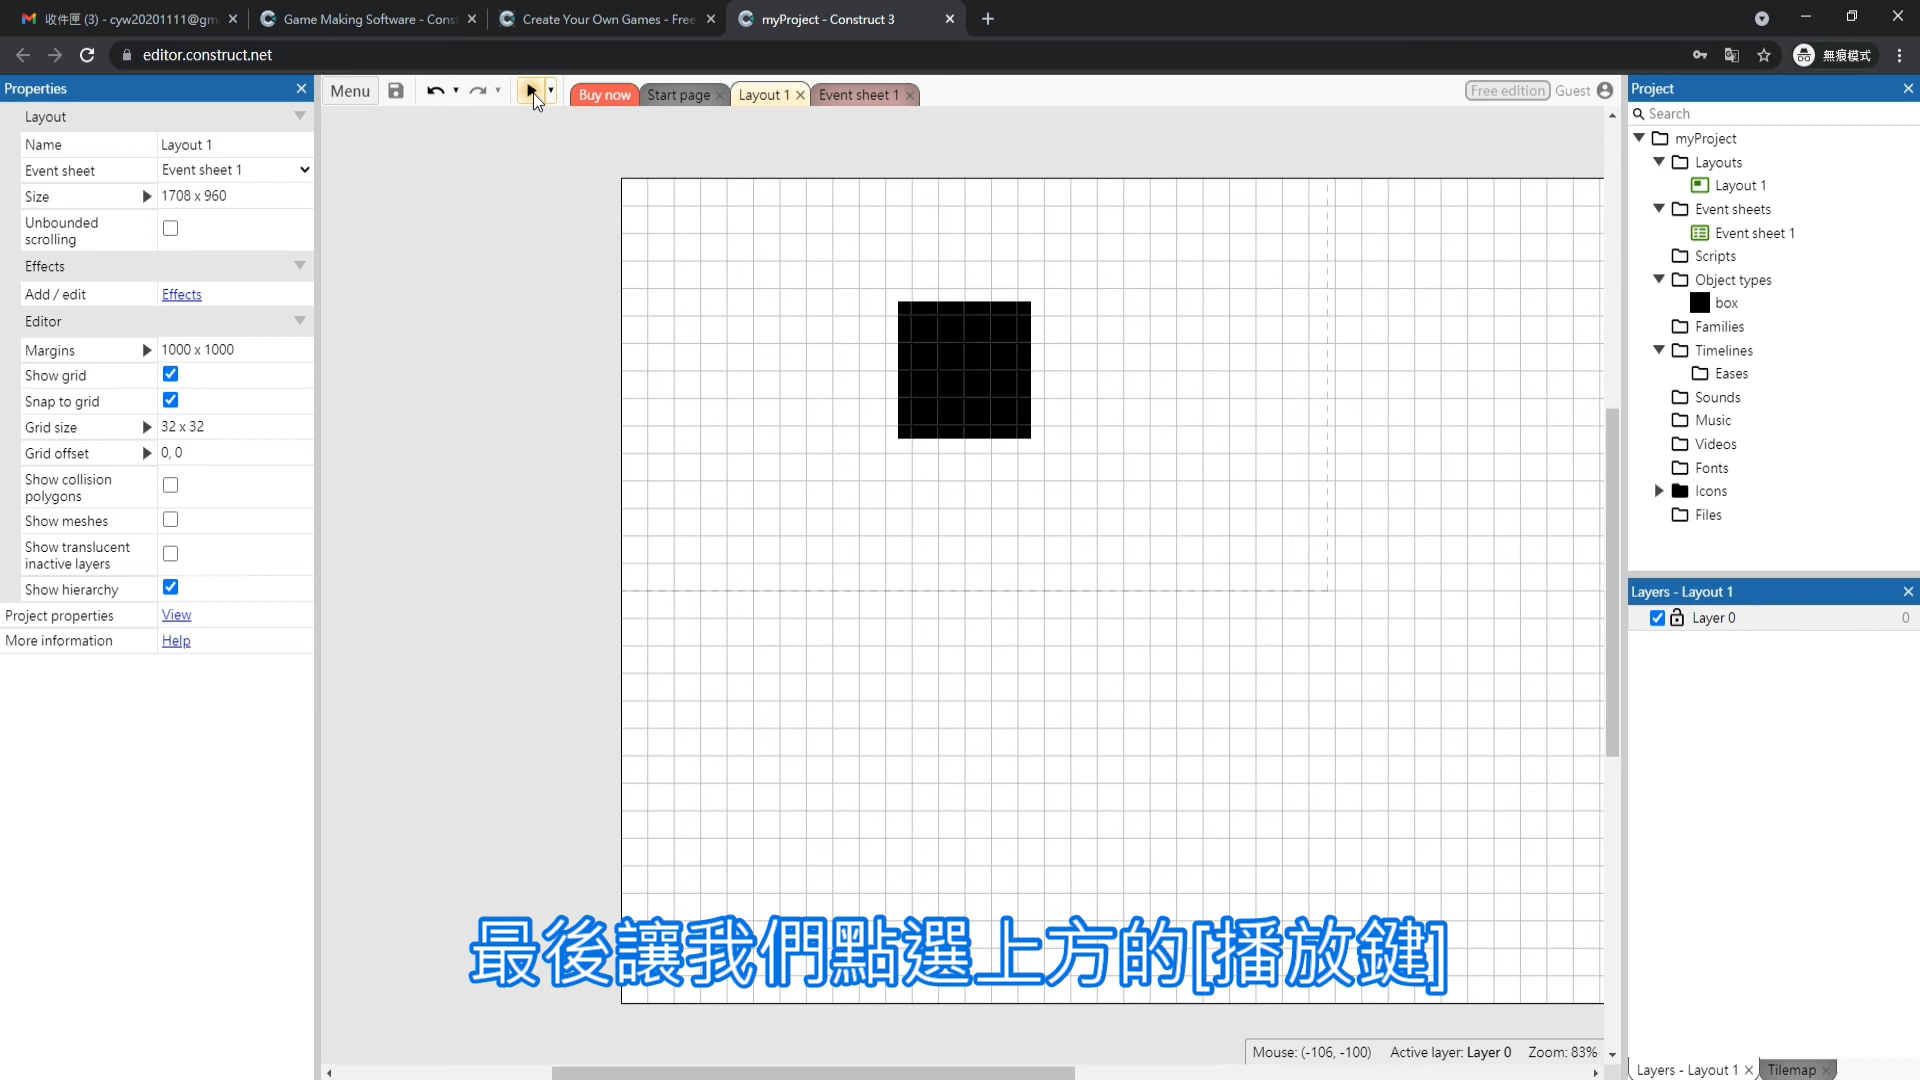 收件匣 (3) - cyw20201111@gm
Game Making Software - Cons
Create Your Own Games - Free
myProject - Construct 3
editor.construct.net
無痕模式
Properties
Menu
Buy now
Start page
Layout 1
Event sheet 1
Free edition
Guest
Layout
Name Layout 1
Event sheet Event sheet 1
Size 1708 x 960
Unbounded
scrolling
Effects
Add / edit Effects
Editor
Margins 1000 x 1000
Show grid
Snap to grid
Grid size 32 x 32
Grid offset 0, 0
Show collision
polygons
Show meshes
Show translucent
inactive layers
Show hierarchy
Project properties View
More information Help
最後讓我們點選上方的[播放鍵]
Mouse: (-106, -100) Active layer: Layer 0 Zoom: 83%
Project
Search
myProject
Layouts
Layout 1
Event sheets
Event sheet 1
Scripts
Object types
box
Families
Timelines
Eases
Sounds
Music
Videos
Fonts
Icons
Files
Layers - Layout 1
Layer 0 0
Layers - Layout 1
Tilemap